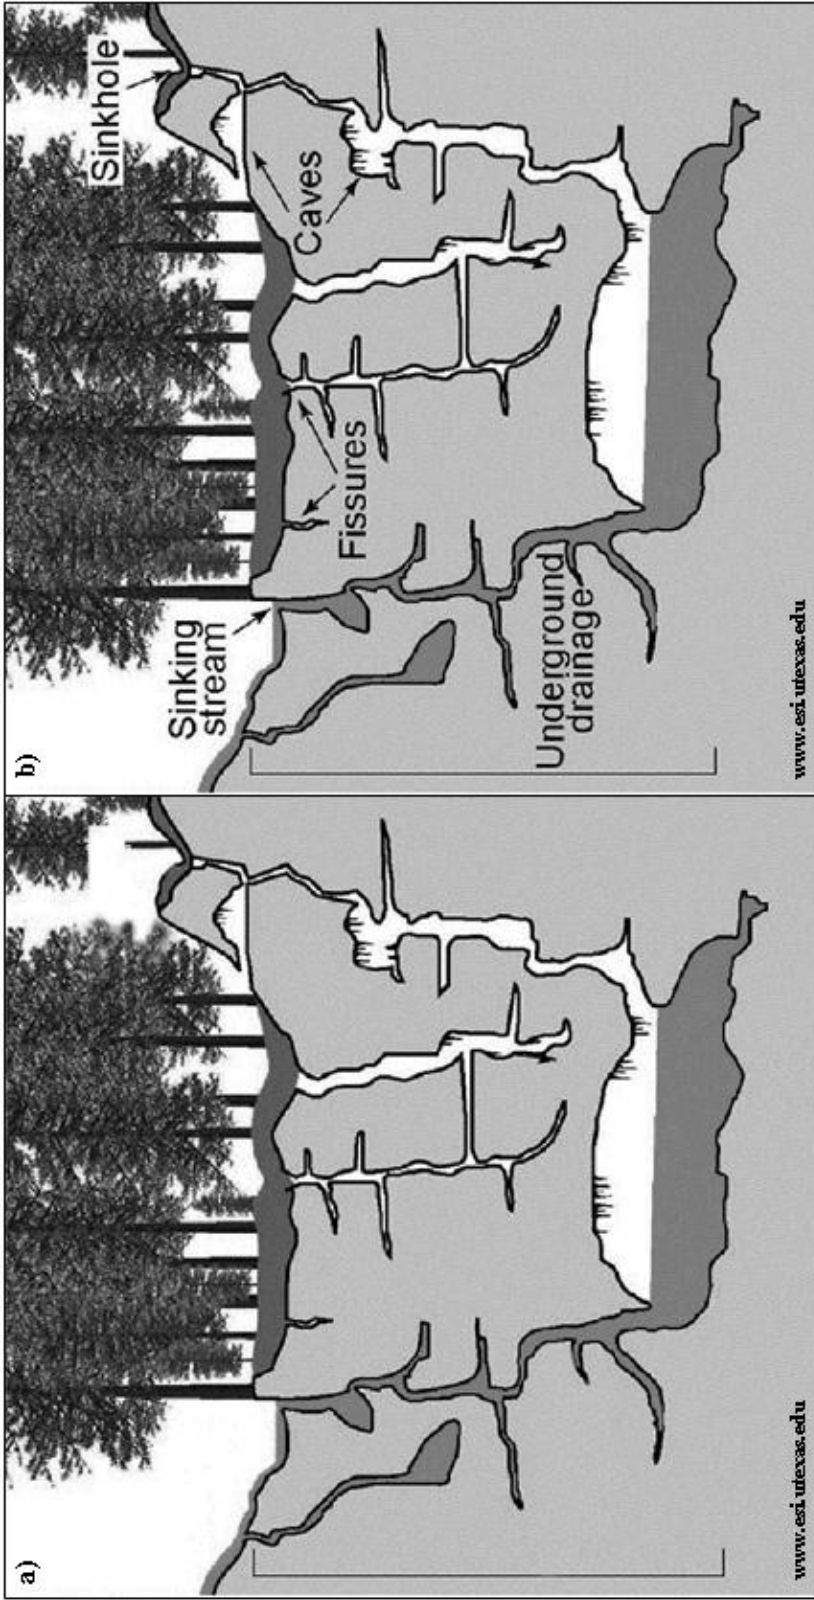 a)
www.esi.utexas.edu
b)
Sinking
stream
Sinkhole
Caves
Fissures
Underground
drainage
www.esi.utexas.edu